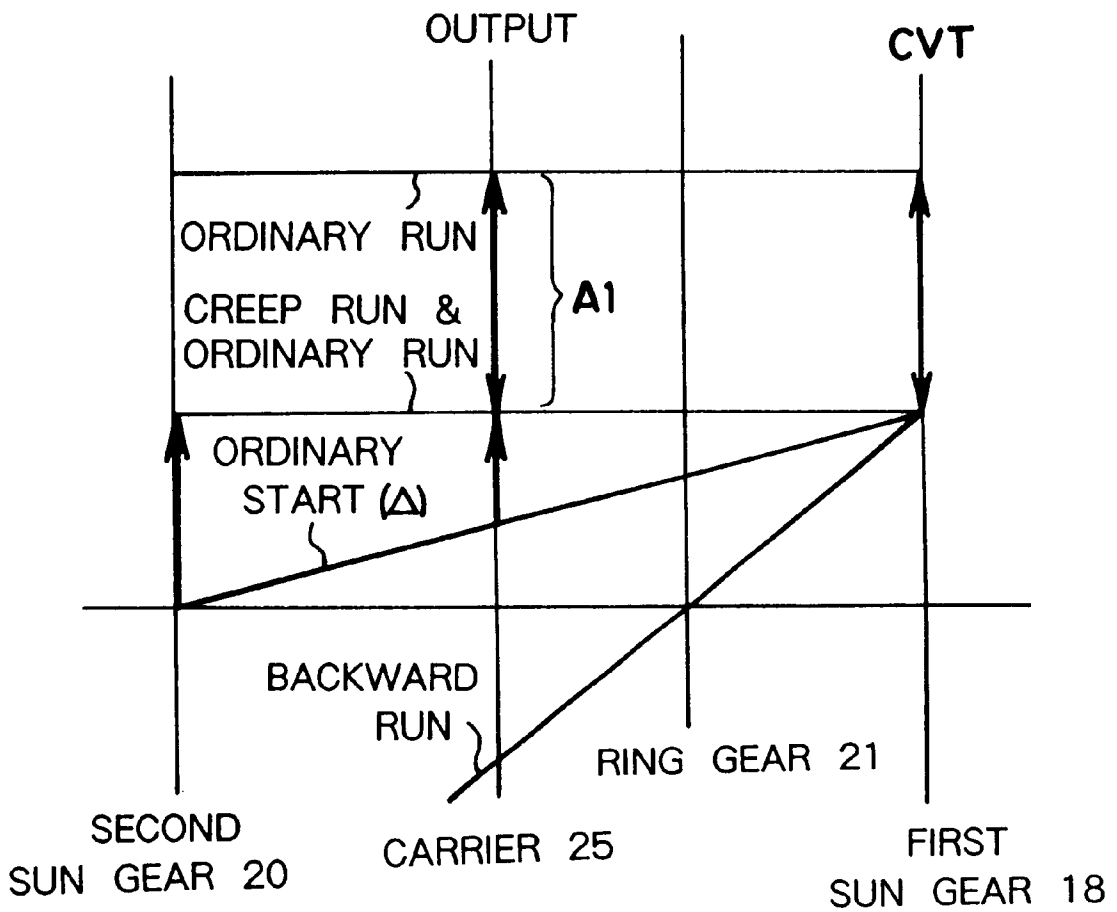 OUTPUT
CVT
ORDINARY RUN
CREEP RUN &
ORDINARY RUN
A1
ORDINARY
START (Δ)
BACKWARD
RUN
RING GEAR 21
SECOND
SUN GEAR 20
CARRIER 25
FIRST
SUN GEAR 18